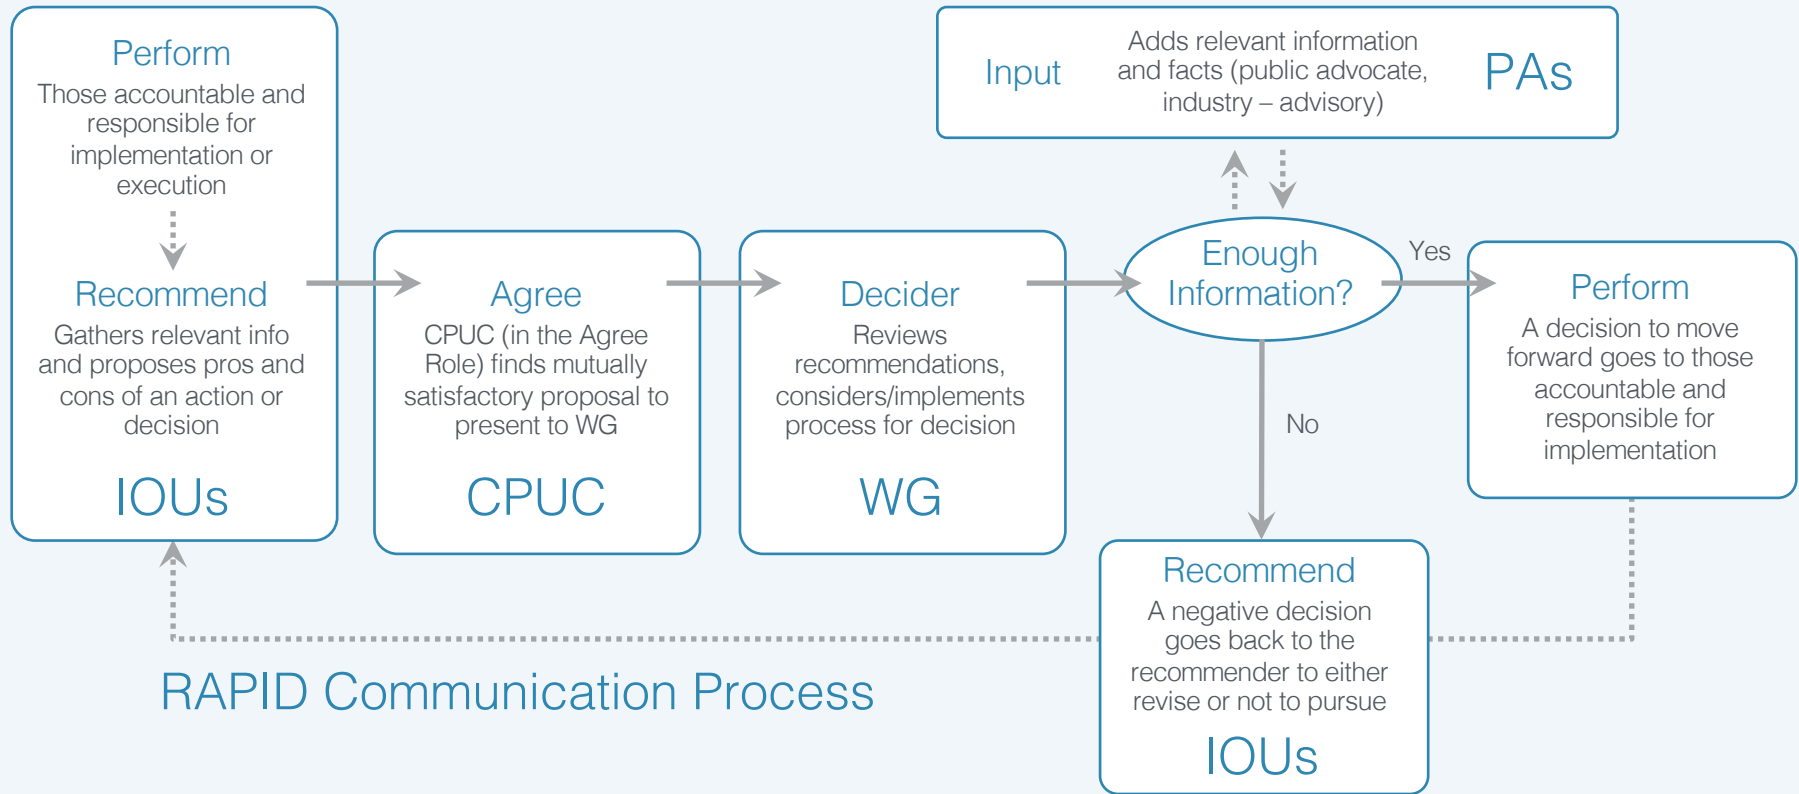 Perform
Those accountable and
responsible for
implementation or
execution
Recommend
Gathers relevant info
and proposes pros and
cons of an action or
decision
IOUs
Agree
CPUC (in the Agree
Role) finds mutually
satisfactory proposal to
present to WG
CPUC
Decider
Reviews
recommendations,
considers/implements
process for decision
WG
Input
Adds relevant information
and facts (public advocate,
industry – advisory)
PAs
Enough
Information?
Yes
No
Perform
A decision to move
forward goes to those
accountable and
responsible for
implementation
Recommend
A negative decision
goes back to the
recommender to either
revise or not to pursue
IOUs
RAPID Communication Process